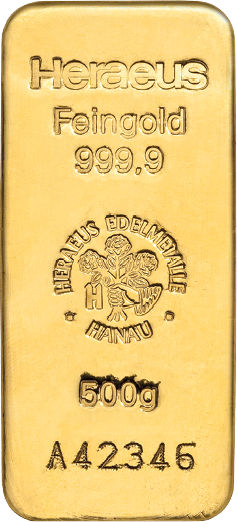 Heraeus
Feingold
999,9
HERAEUS EDELMETALLE
H
HANAU
500g
A42346